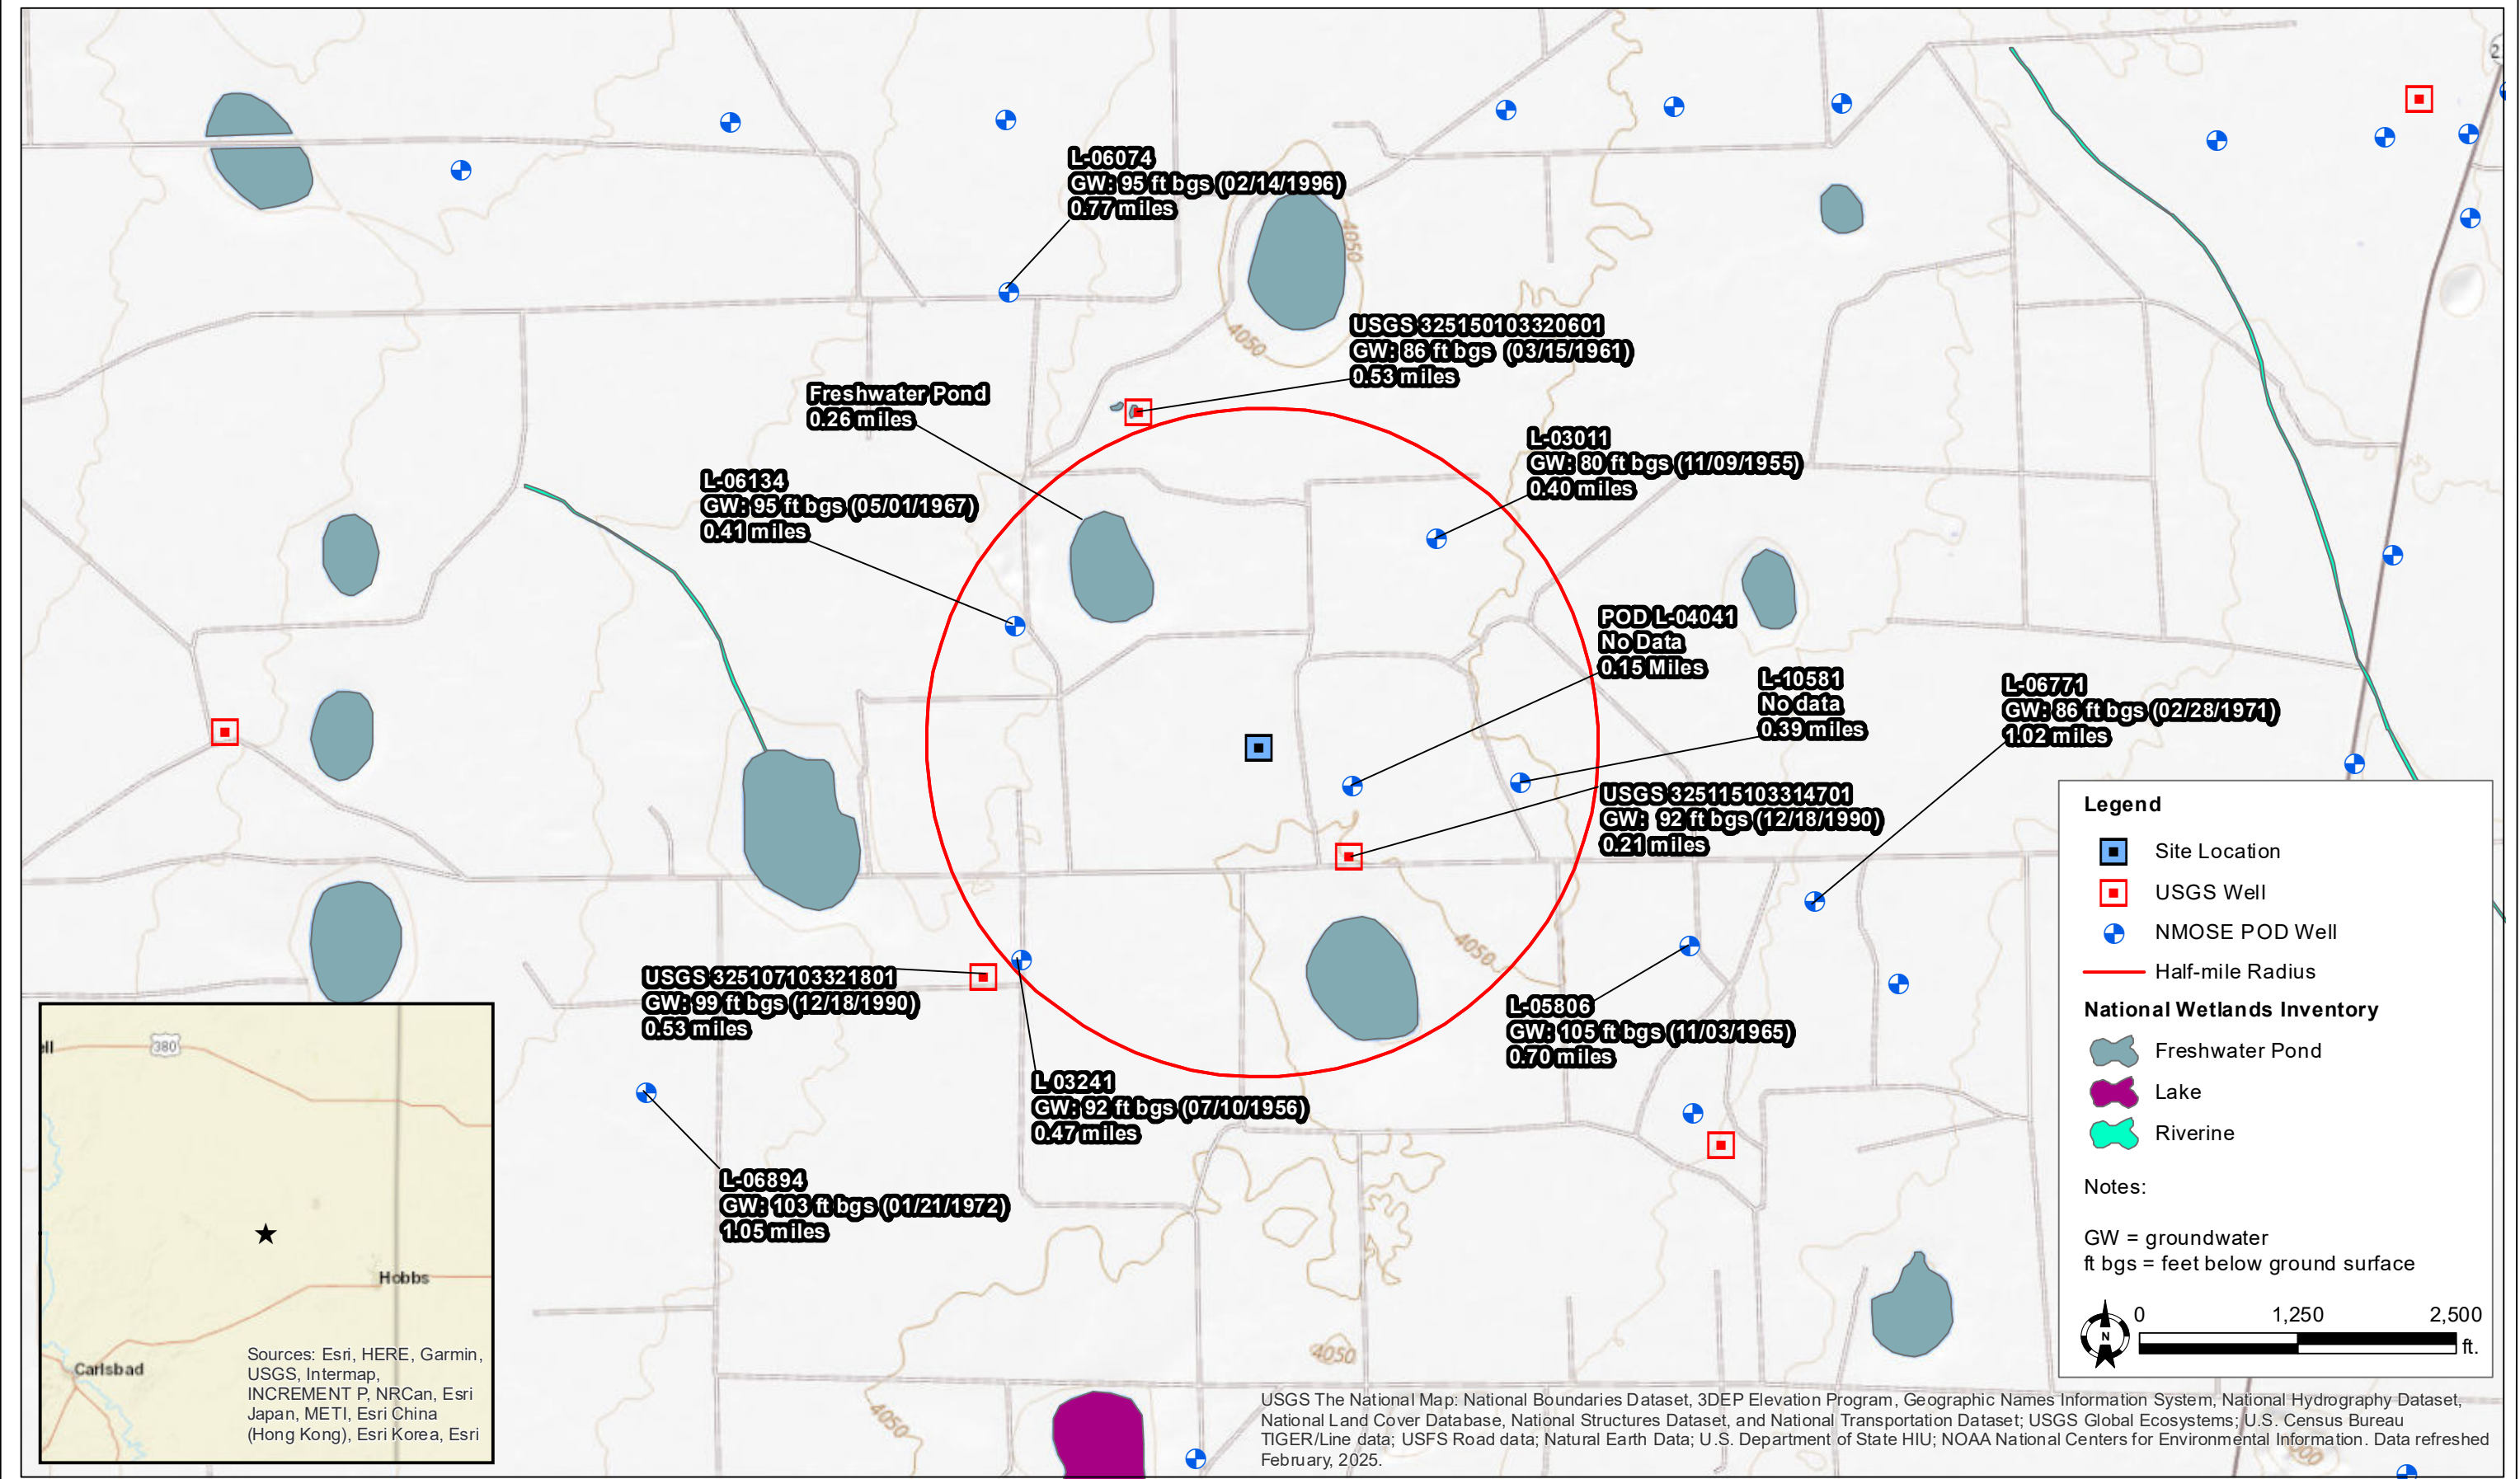 L-06074
GW: 95 ft bgs (02/14/1996)
0.77 miles
4050
4050
USGS 325150103320601
GW: 86 ft bgs (03/15/1961)
0.53 miles
Freshwater Pond
0.26 miles
L-03011
GW: 80 ft bgs (11/09/1955)
0.40 miles
L-06134
GW: 95 ft bgs (05/01/1967)
0.41 miles
POD L-04041
No Data
0.15 Miles
L-10581
No data
0.39 miles
L-06771
GW: 86 ft bgs (02/28/1971)
1.02 miles
USGS 325115103314701
GW: 92 ft bgs (12/18/1990)
0.21 miles
4050
USGS 325107103321801
GW: 99 ft bgs (12/18/1990)
0.53 miles
L-05806
GW: 105 ft bgs (11/03/1965)
0.70 miles
L 03241
GW: 92 ft bgs (07/10/1956)
0.47 miles
L-06894
GW: 103 ft bgs (01/21/1972)
1.05 miles
4050
4050
Legend
Site Location
USGS Well
NMOSE POD Well
Half-mile Radius
National Wetlands Inventory
Freshwater Pond
Lake
Riverine
Notes:
GW = groundwater
ft bgs = feet below ground surface
N
0 1,250 2,500
ft.
380
Hobbs
Carlsbad
Sources: Esri, HERE, Garmin,
USGS, Intermap,
INCREMENT P, NRCan, Esri
Japan, METI, Esri China
(Hong Kong), Esri Korea, Esri
USGS The National Map: National Boundaries Dataset, 3DEP Elevation Program, Geographic Names Information System, National Hydrography Dataset,
National Land Cover Database, National Structures Dataset, and National Transportation Dataset; USGS Global Ecosystems; U.S. Census Bureau
TIGER/Line data; USFS Road data; Natural Earth Data; U.S. Department of State HIU; NOAA National Centers for Environmental Information. Data refreshed
February, 2025.